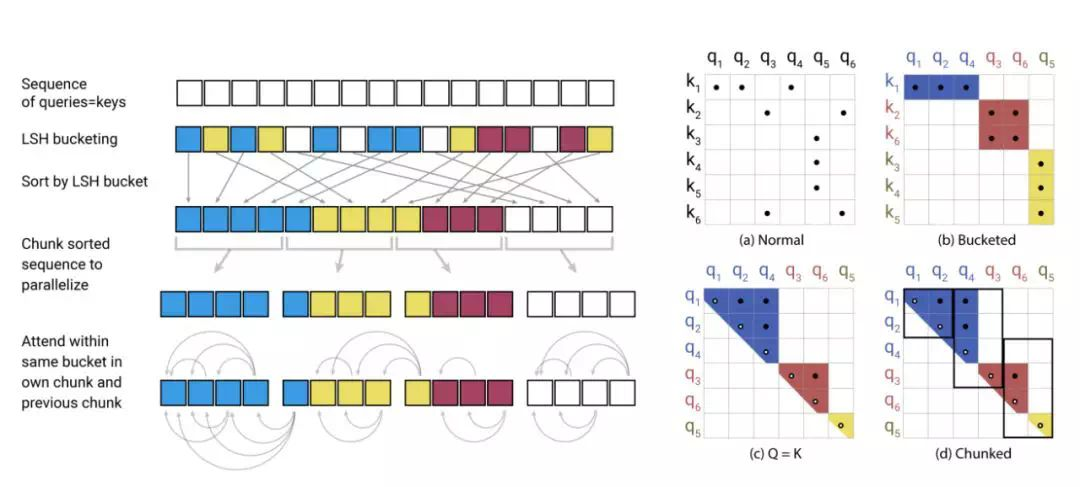 Sequence
of queries=keys
LSH bucketing
Sort by LSH bucket
Chunk sorted
sequence to
parallelize
Attend within
same bucket in
own chunk and
previous chunk
q1 q2 q3 q4 q5 q6
k1
k2
k3
k4
k5
k6
(a) Normal
q1 q2 q4 q3 q6 q5
k1
k2
k6
k3
k4
k5
(b) Bucketed
q1 q2 q4 q3 q6 q5
q1
q2
q4
q3
q6
q5
(c) Q = K
q1 q2 q4 q3 q6 q5
q1
q2
q4
q3
q6
q5
(d) Chunked